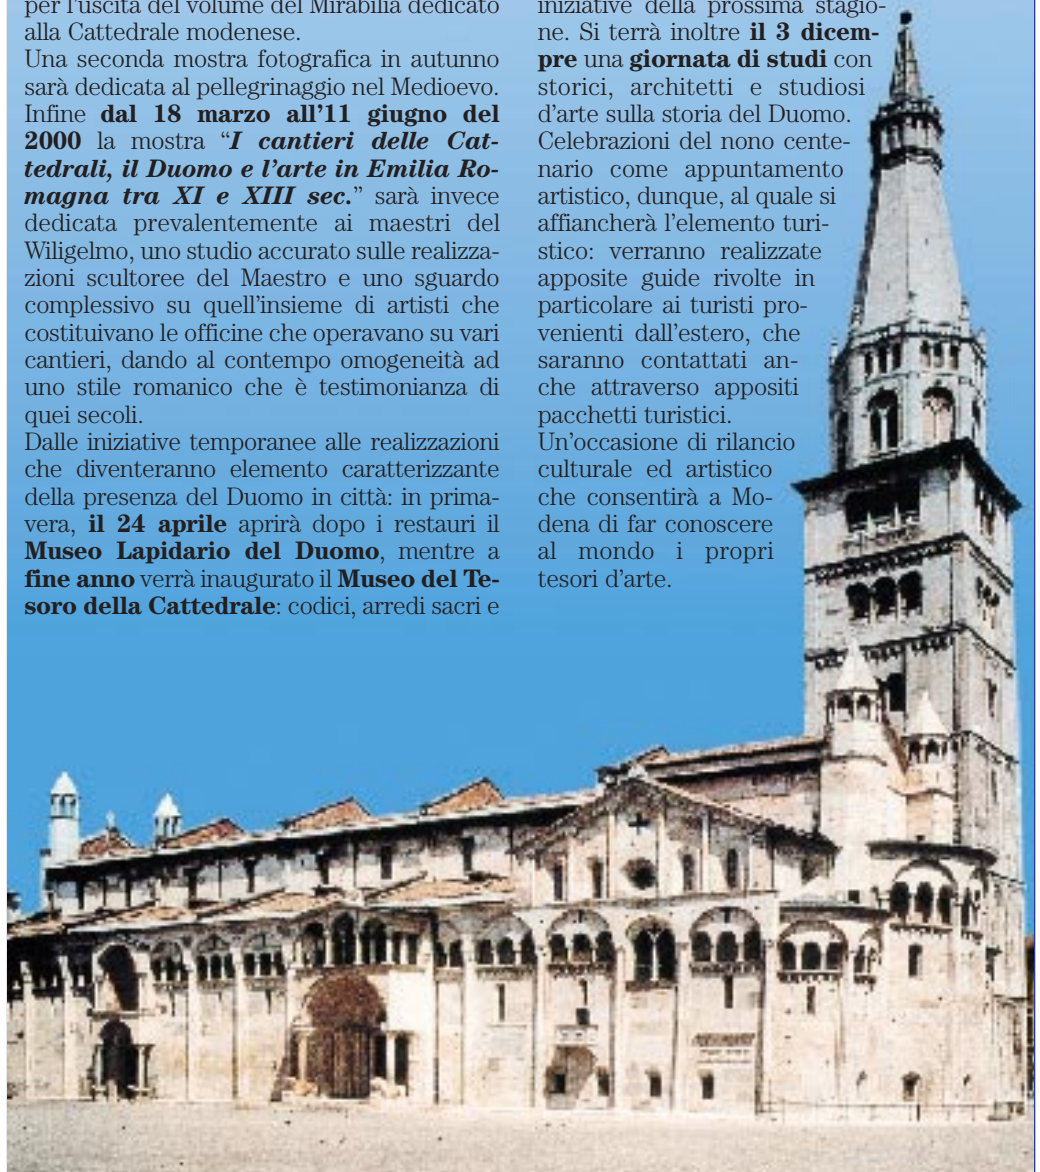 per l'uscita del volume del Mirabilia dedicato
alla Cattedrale modenese.
Una seconda mostra fotografica in autunno
sarà dedicata al pellegrinaggio nel Medioevo.
Infine dal 18 marzo all'11 giugno del
2000 la mostra “I cantieri delle Cat-
tedrali, il Duomo e l'arte in Emilia Ro-
magna tra XI e XIII sec.” sarà invece
dedicata prevalentemente ai maestri del
Wiligelmo, uno studio accurato sulle realizza-
zioni scultoree del Maestro e uno sguardo
complessivo su quell'insieme di artisti che
costituivano le officine che operavano su vari
cantieri, dando al contempo omogeneità ad
uno stile romanico che è testimonianza di
quei secoli.
Dalle iniziative temporanee alle realizzazioni
che diventeranno elemento caratterizzante
della presenza del Duomo in città: in prima-
vera, il 24 aprile aprirà dopo i restauri il
Museo Lapidario del Duomo, mentre a
fine anno verrà inaugurato il Museo del Te-
soro della Cattedrale: codici, arredi sacri e
iniziative della prossima stagio-
ne. Si terrà inoltre il 3 dicem-
pre una giornata di studi con
storici, architetti e studiosi
d'arte sulla storia del Duomo.
Celebrazioni del nono cente-
nario come appuntamento
artistico, dunque, al quale si
affiancherà l'elemento turi-
stico: verranno realizzate
apposite guide rivolte in
particolare ai turisti pro-
venienti dall'estero, che
saranno contattati an-
che attraverso appositi
pacchetti turistici.
Un'occasione di rilancio
culturale ed artistico
che consentirà a Mo-
dena di far conoscere
al mondo i propri
tesori d'arte.